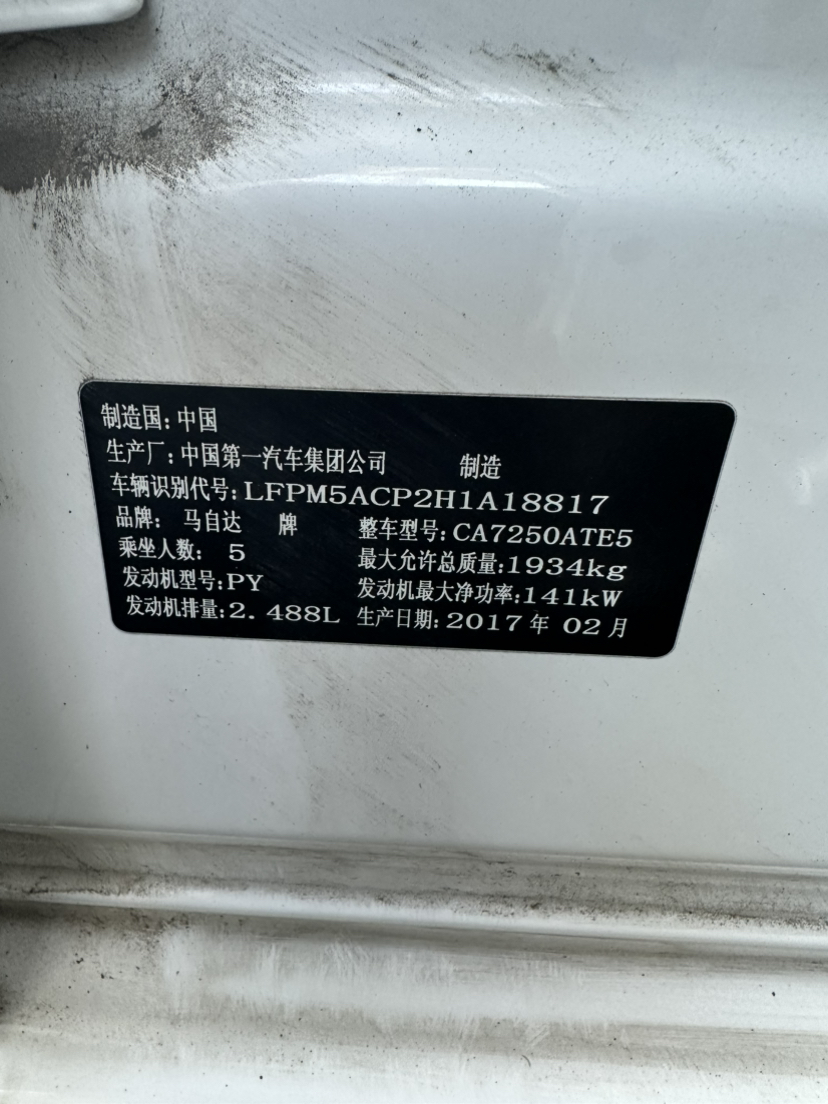 制造国:中国
生产厂:中国第一汽车集团公司 制造
车辆识别代号:LFPM5ACP2H1A18817
品牌: 马自达 牌 整车型号:CA7250ATE5
乘坐人数: 5 最大允许总质量:1934kg
发动机型号:PY 发动机最大净功率:141kW
发动机排量:2.488L 生产日期:2017年 02月